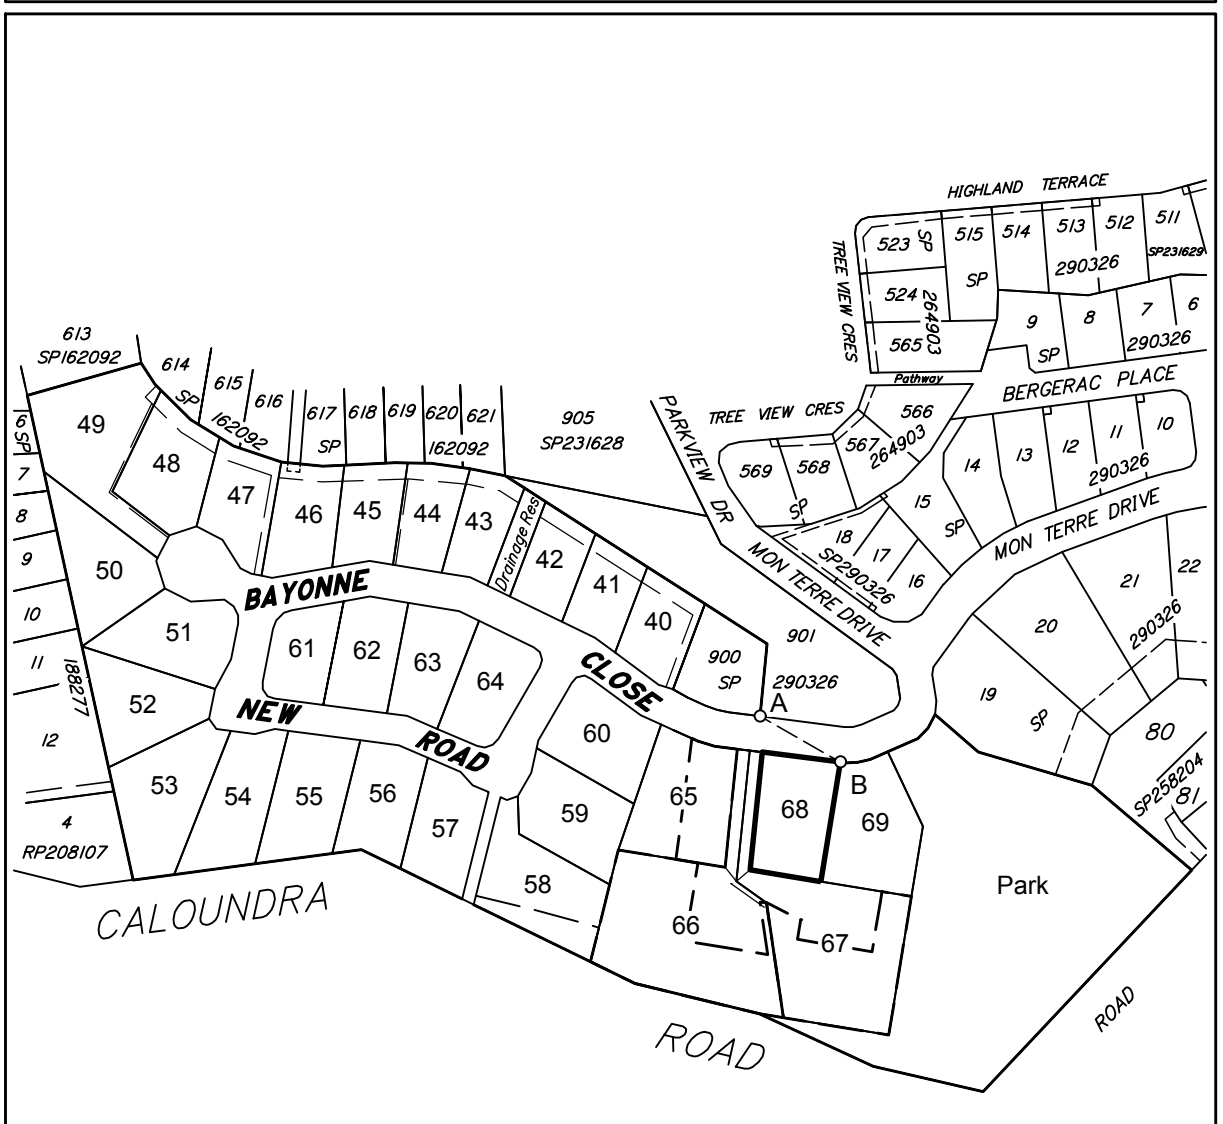 HIGHLAND TERRACE
523
SP
515
514
513
512
511
SP231629
290326
TREE VIEW CRES
524
264903
SP
565
9
8
7
6
SP
290326
613
SP162092
614
SP
615
616
162092
617
SP
618
619
620
621
162092
905
SP231628
PARKVIEW DR
TREE VIEW CRES
Pathway
BERGERAC PLACE
566
567
264903
569
568
SP
14
13
12
11
10
290326
15
SP
MON TERRE DRIVE
18
17
16
SP290326
MON TERRE DRIVE
6
SP
7
8
9
10
11
188277
12
4
RP208107
49
48
47
46
45
44
43
Drainage Res
42
41
40
900
SP
901
290326
50
51
52
53
BAYONNE
CLOSE
61
62
63
64
NEW
ROAD
60
59
58
54
55
56
57
65
66
67
68
69
A
B
19
SP
20
21
22
290326
80
SP258204
81
Park
CALOUNDRA
ROAD
ROAD